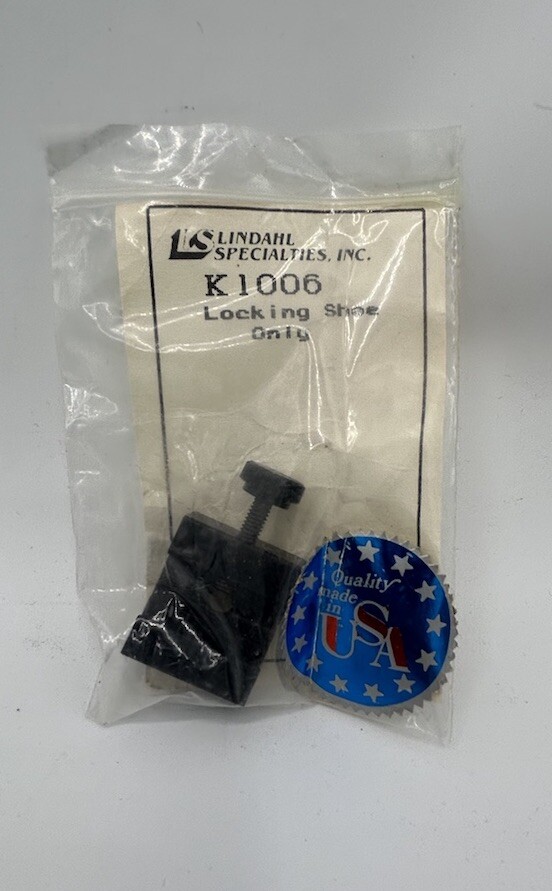 LS LINDAHL
SPECIALTIES, INC.
K1006
Locking Shoe
Only
Quality
made
in
USA